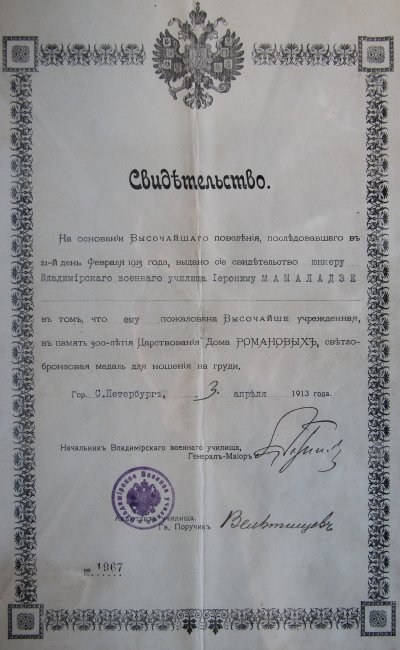 Свидѣтельство.
На основаніи Высочайшаго повелѣнія, послѣдовавшаго въ
21-й день Февраля 1913 года, выдано сіе свидѣтельство юнкеру
Владимірскаго военнаго училища Іерониму МАМАЛАДЗЕ
въ томъ, что ему пожалована Высочайше учрежденная,
въ память 300-лѣтія Царствованія Дома РОМАНОВЫХЪ, свѣтло-
бронзовая медаль для ношенія на груди.
Гор. С.Петербургъ, 3 апрѣля 1913 года.
Начальникъ Владимірскаго военнаго училища,
Генералъ-Маіоръ
Адъютантъ училища.
Гв. Поручикъ
№ 1967